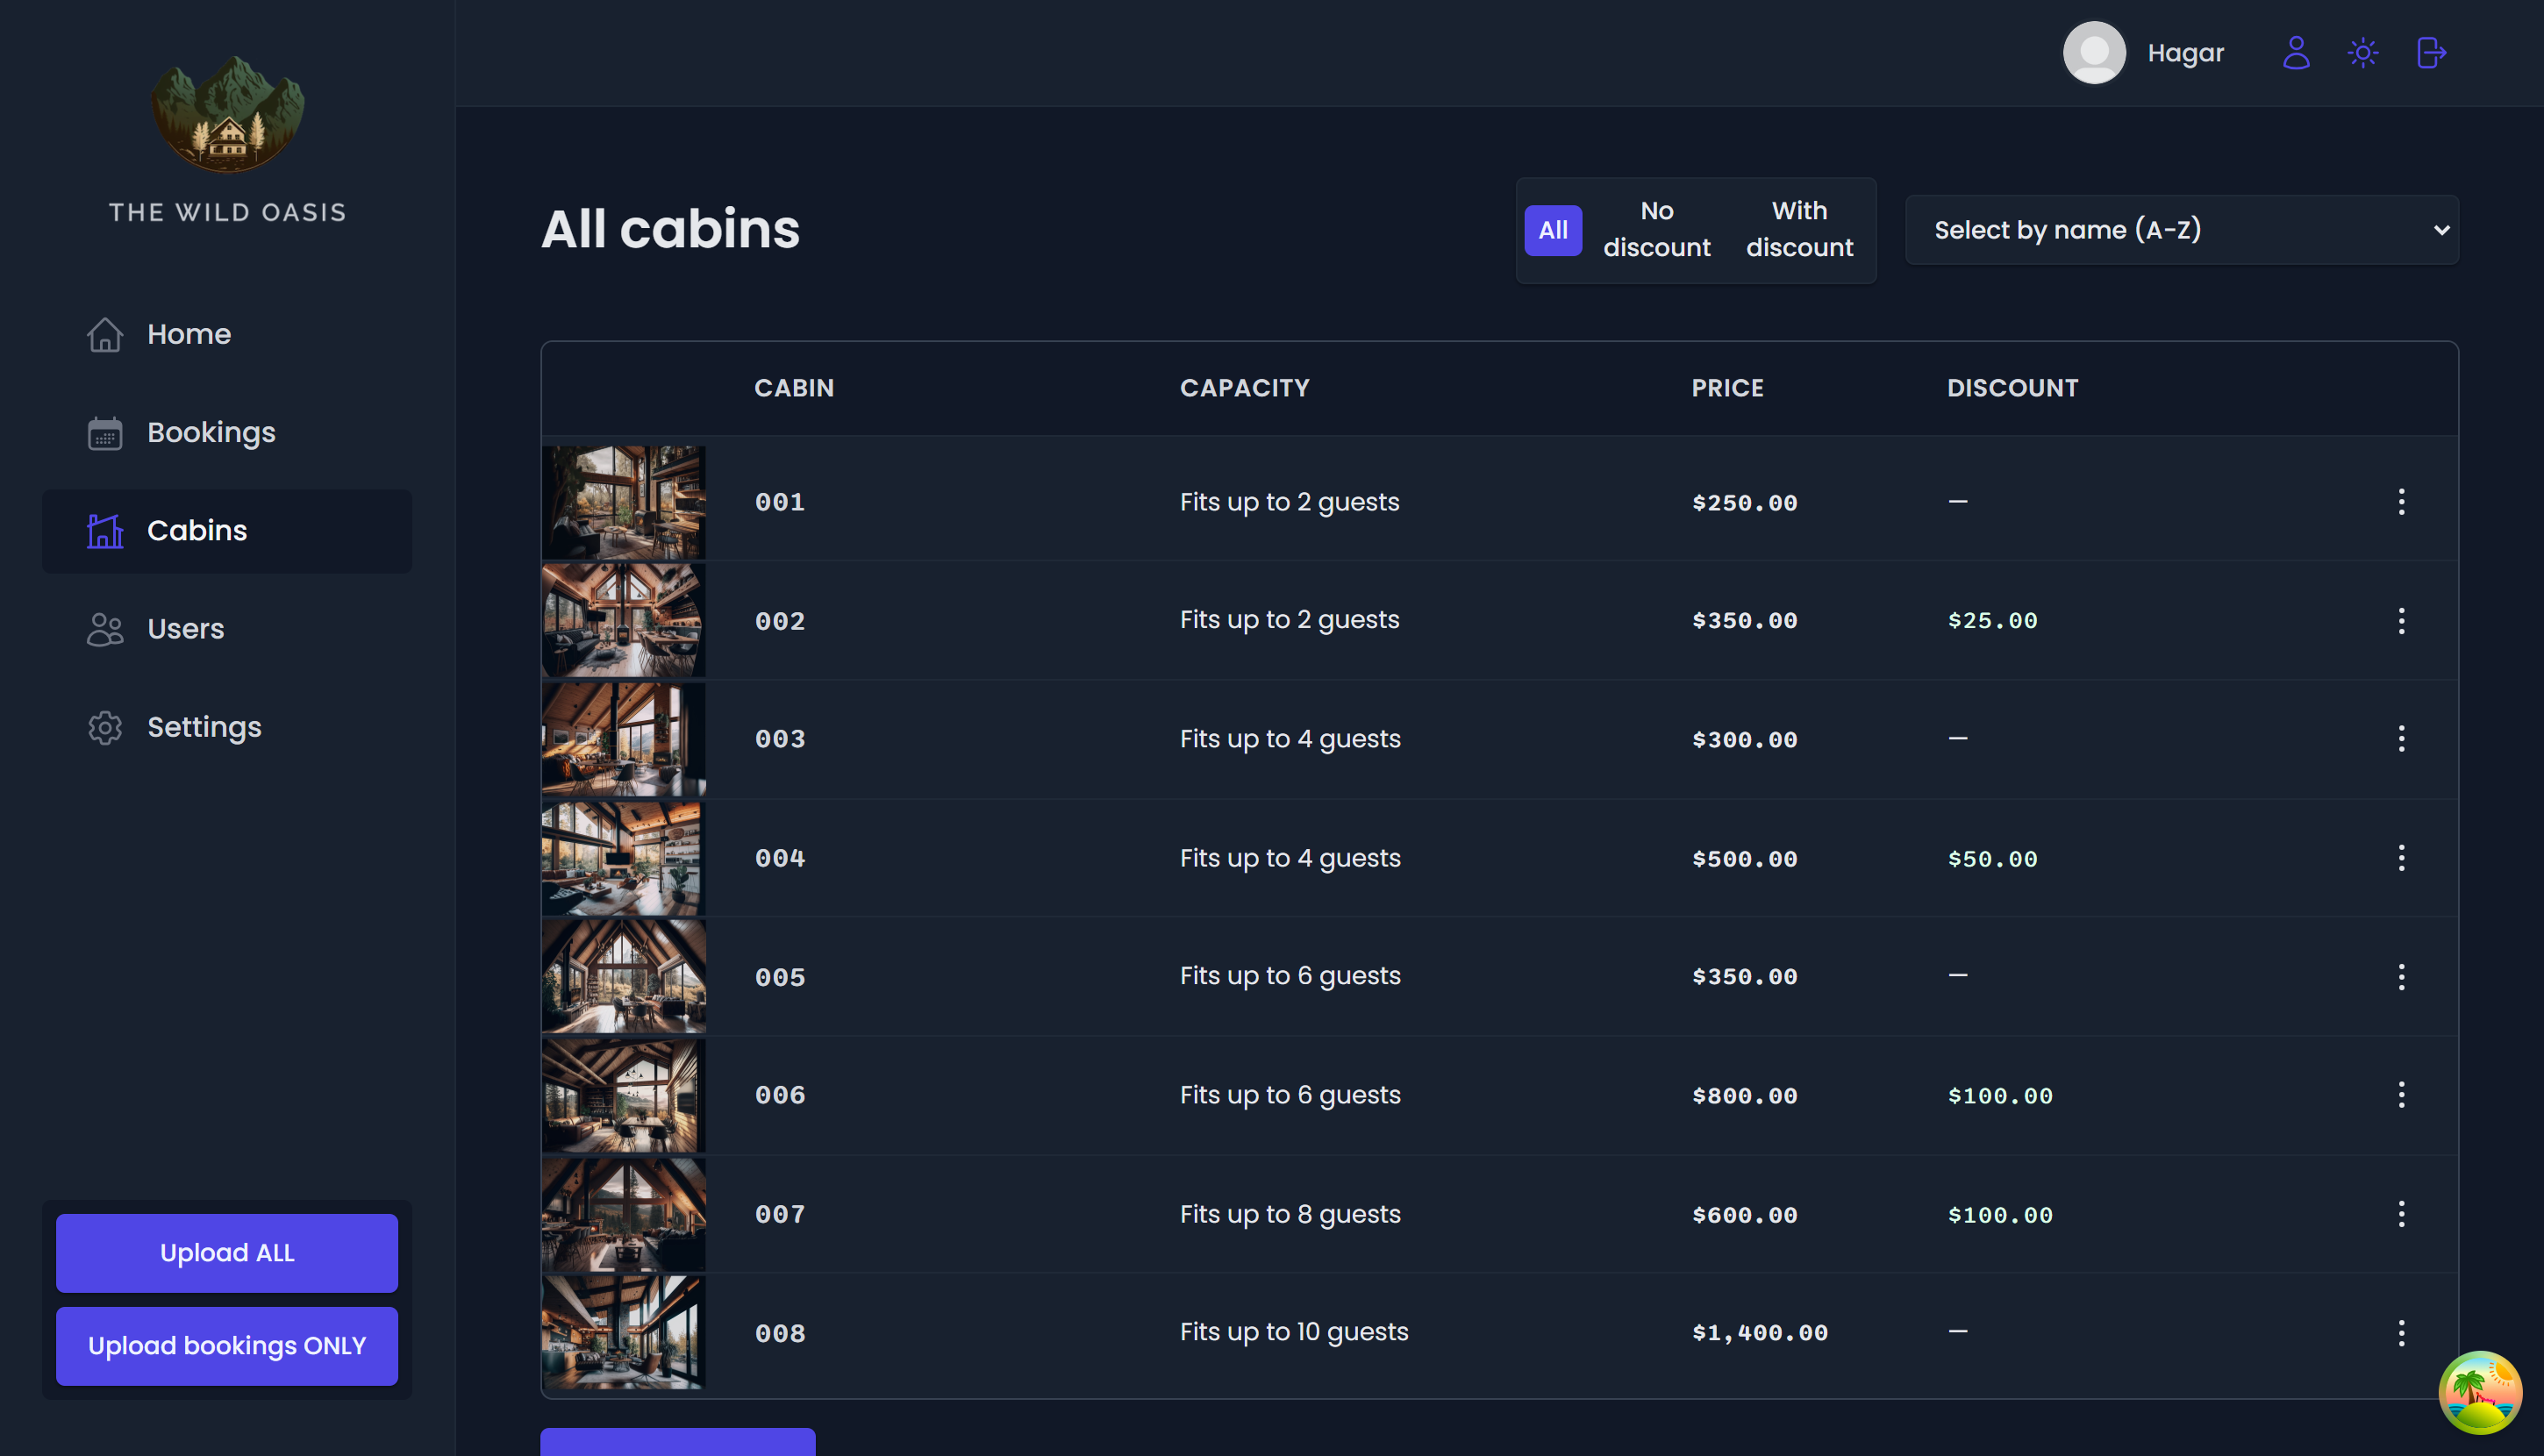 THE WILD OASIS
Home
Bookings
Cabins
Users
Settings
Upload ALL
Upload bookings ONLY
Hagar
All cabins
All
No
discount
With
discount
Select by name (A-Z)
CABIN CAPACITY PRICE DISCOUNT
001 Fits up to 2 guests $250.00 —
002 Fits up to 2 guests $350.00 $25.00
003 Fits up to 4 guests $300.00 —
004 Fits up to 4 guests $500.00 $50.00
005 Fits up to 6 guests $350.00 —
006 Fits up to 6 guests $800.00 $100.00
007 Fits up to 8 guests $600.00 $100.00
008 Fits up to 10 guests $1,400.00 —